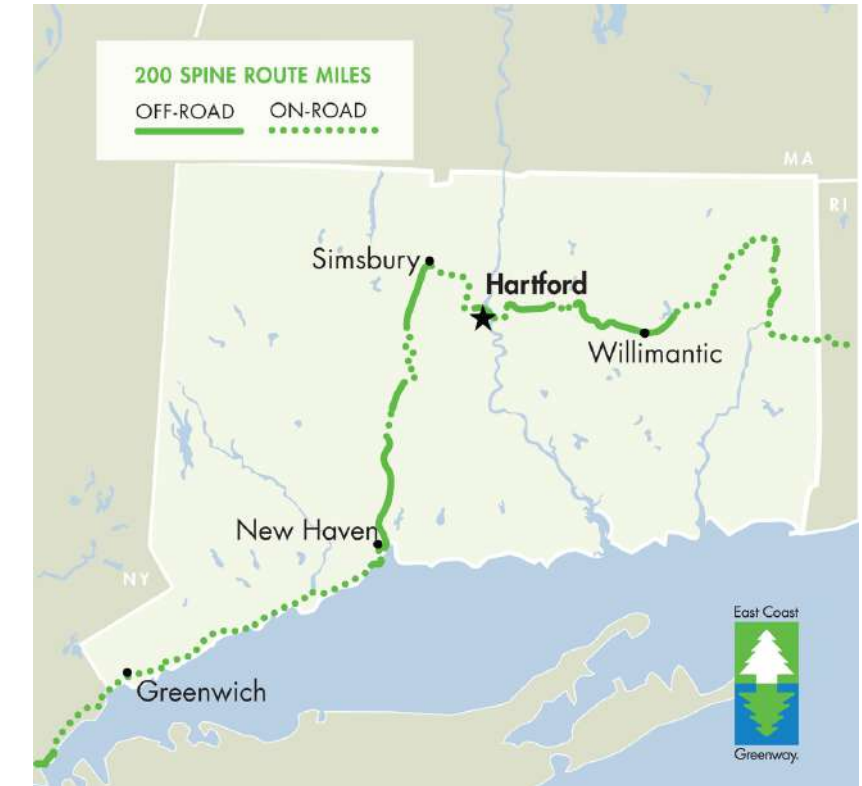 200 SPINE ROUTE MILES
OFF-ROAD ON-ROAD
MA
RI
Simsbury
Hartford
Willimantic
New Haven
NY
Greenwich
East Coast
Greenway.